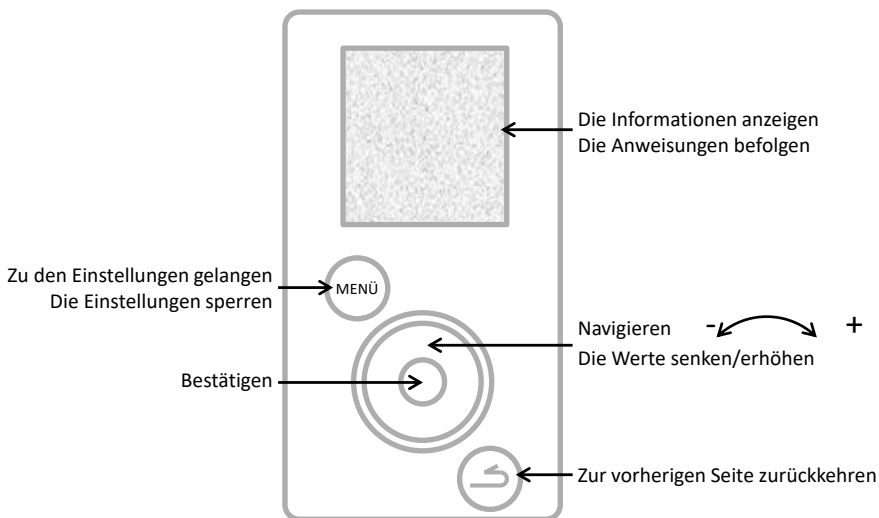 Die Informationen anzeigen
Die Anweisungen befolgen
Zu den Einstellungen gelangen
Die Einstellungen sperren
MENÜ
Navigieren - +
Die Werte senken/erhöhen
Bestätigen
Zur vorherigen Seite zurückkehren